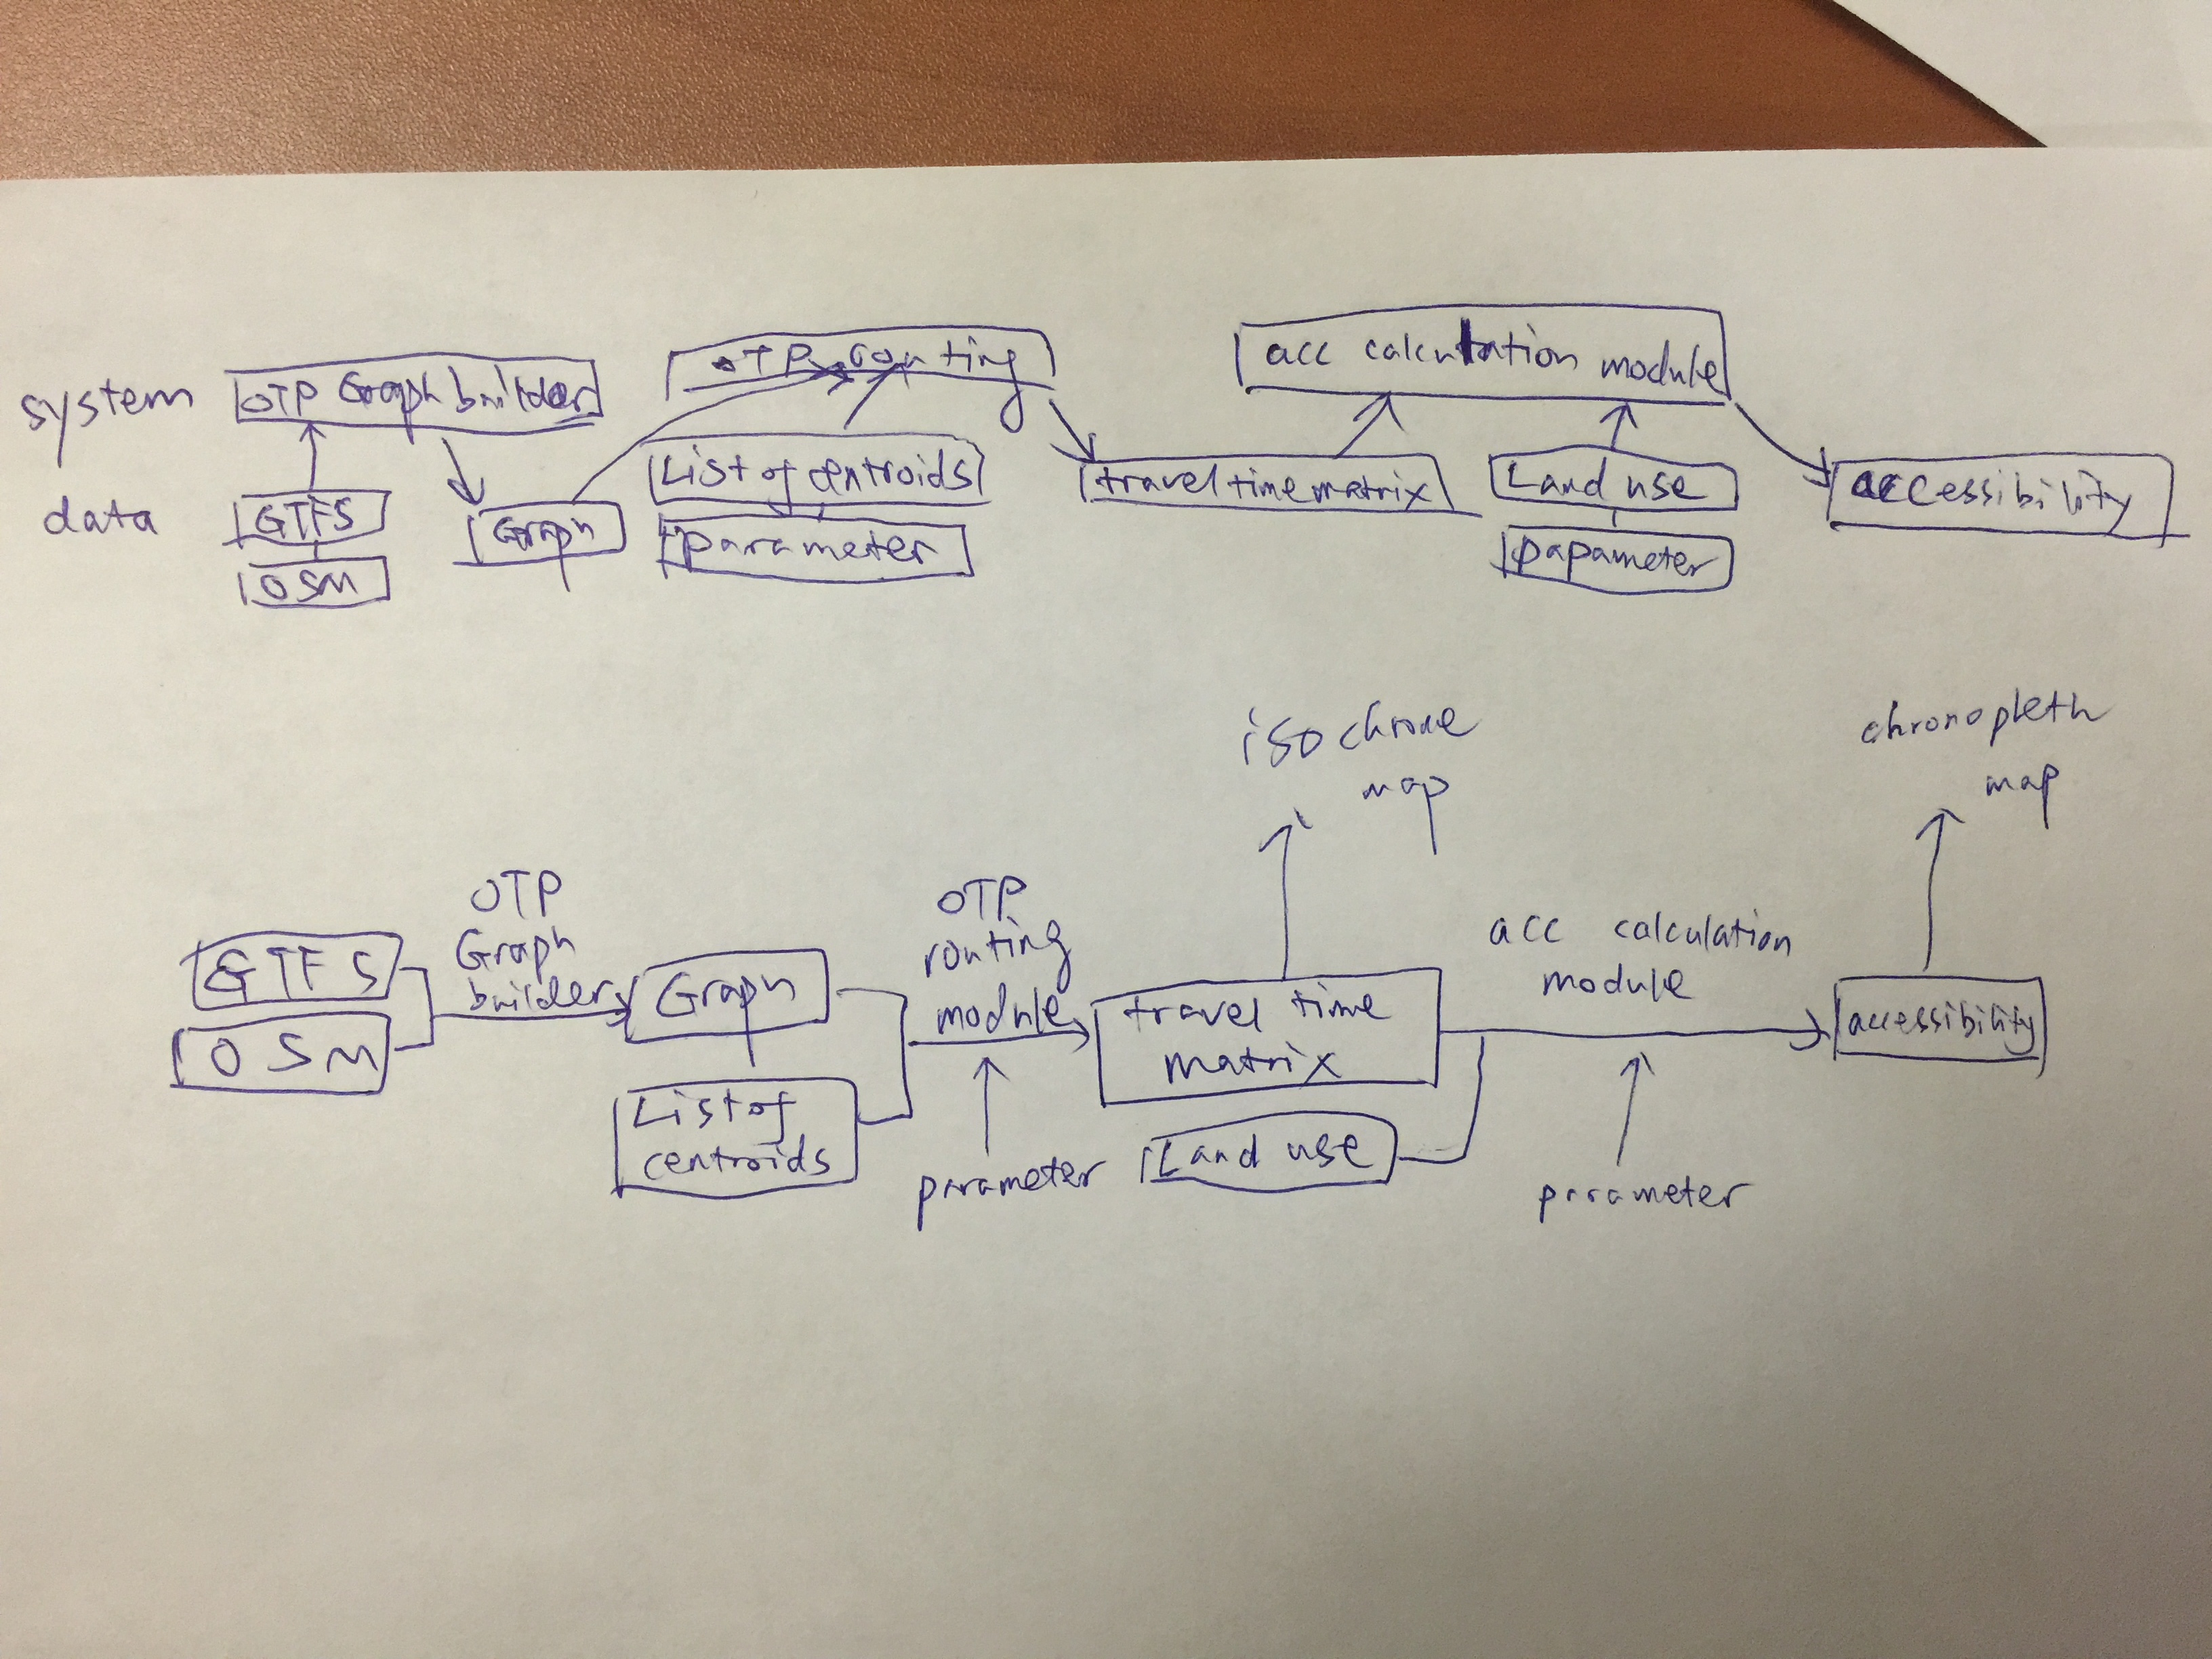 system
OTP Graph builder
OTP routing
acc calculation module
data
GTFS
OSM
Graph
List of centroids
parameter
travel time matrix
Land use
papameter
accessibility
isochrone
map
chronopleth
map
GTFS
OSM
OTP
Graph
builder
Graph
List of
centroids
OTP
routing
module
parameter
travel time
matrix
Land use
acc calculation
module
parameter
accessibility